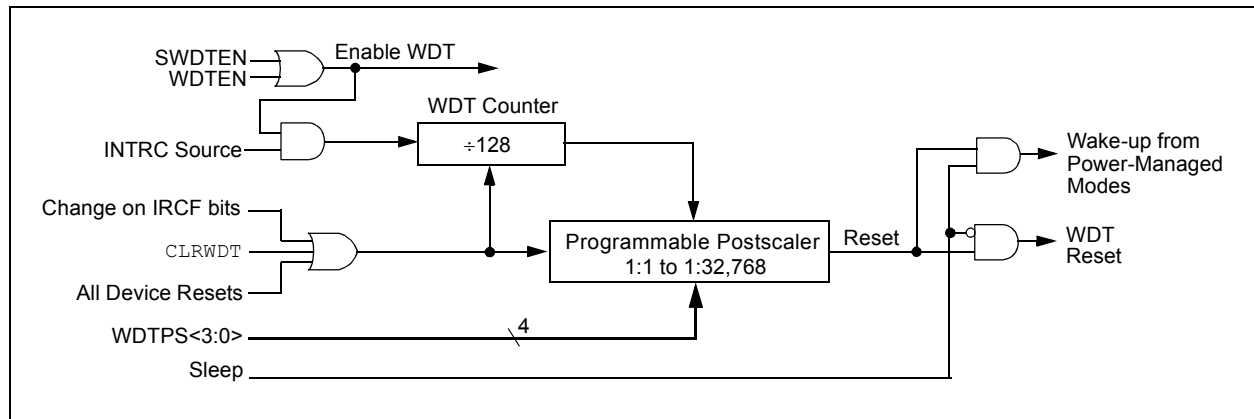 SWDTEN
WDTEN
Enable WDT
WDT Counter
÷128
INTRC Source
Wake-up from
Power-Managed
Modes
Change on IRCF bits
CLRWDT
All Device Resets
Programmable Postscaler
1:1 to 1:32,768
Reset
WDT
Reset
WDTPS<3:0>
4
Sleep